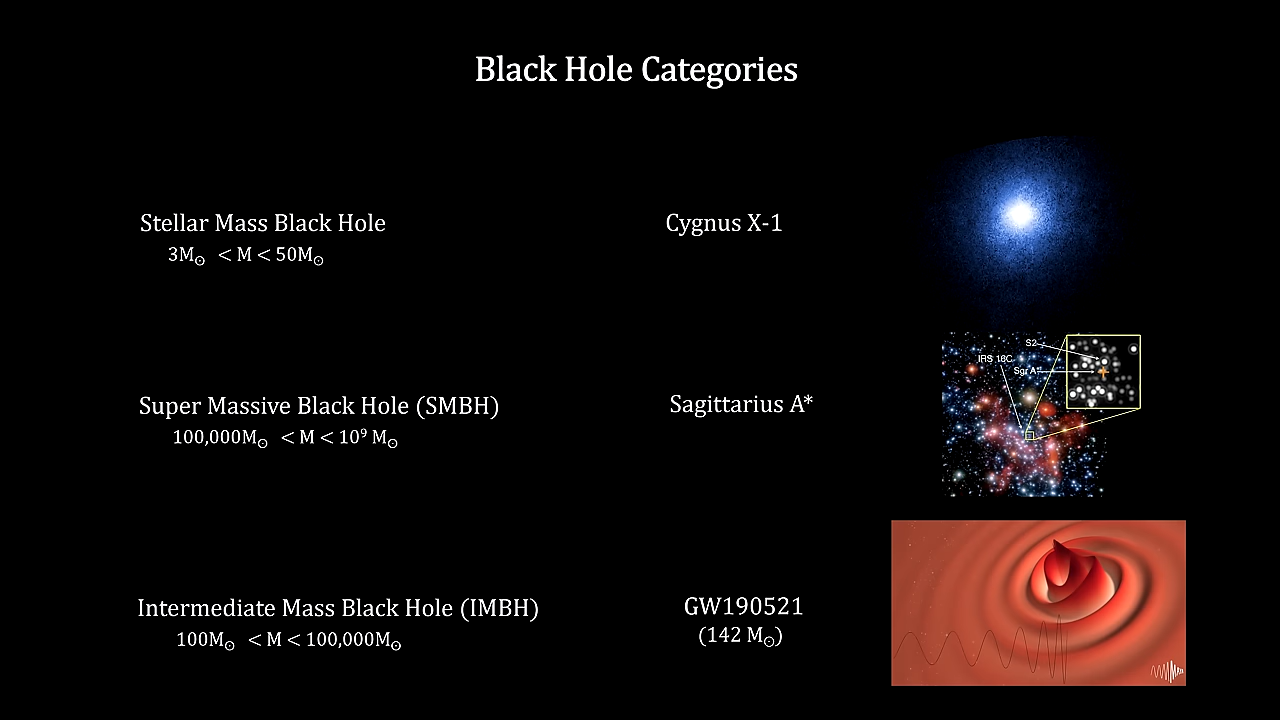 Black Hole Categories
Stellar Mass Black Hole
3M☉ < M < 50M☉
Cygnus X-1
Super Massive Black Hole (SMBH)
100,000M☉ < M < 10⁹ M☉
Sagittarius A*
S2
IRS 16C
Sgr A*
Intermediate Mass Black Hole (IMBH)
100M☉ < M < 100,000M☉
GW190521
(142 M☉)